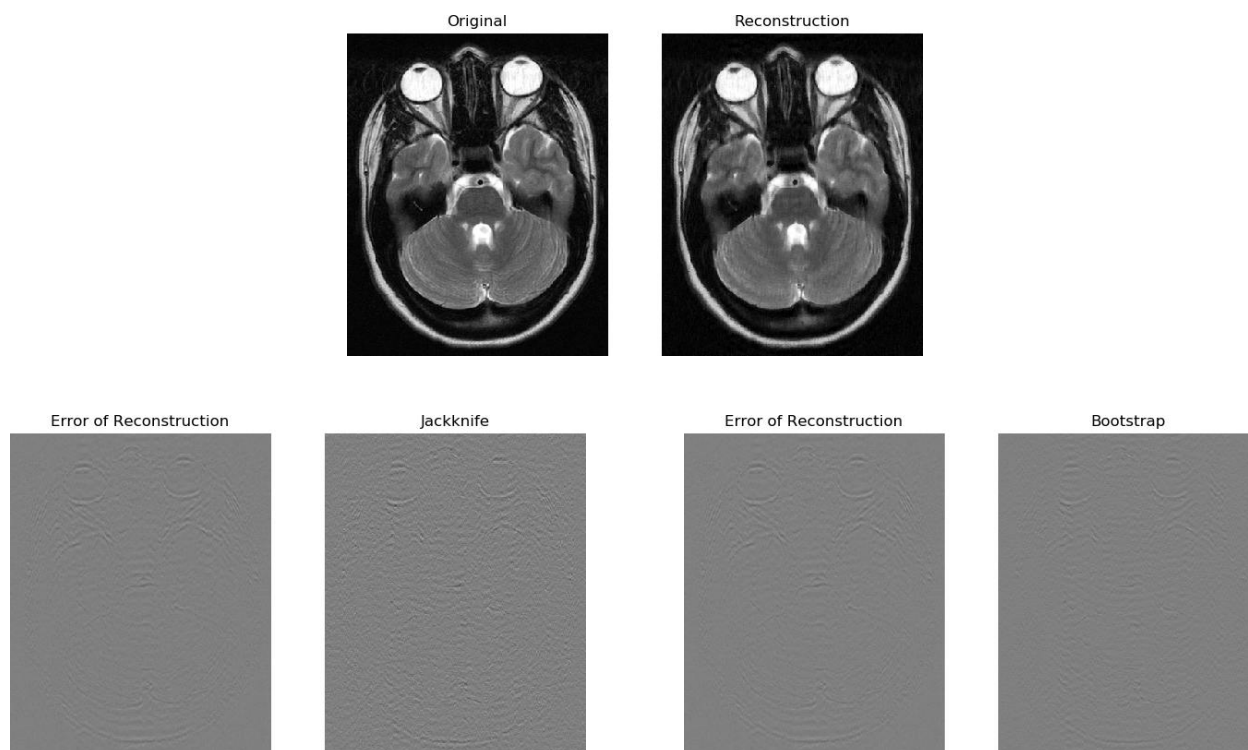 Original
Reconstruction
Error of Reconstruction
Jackknife
Error of Reconstruction
Bootstrap